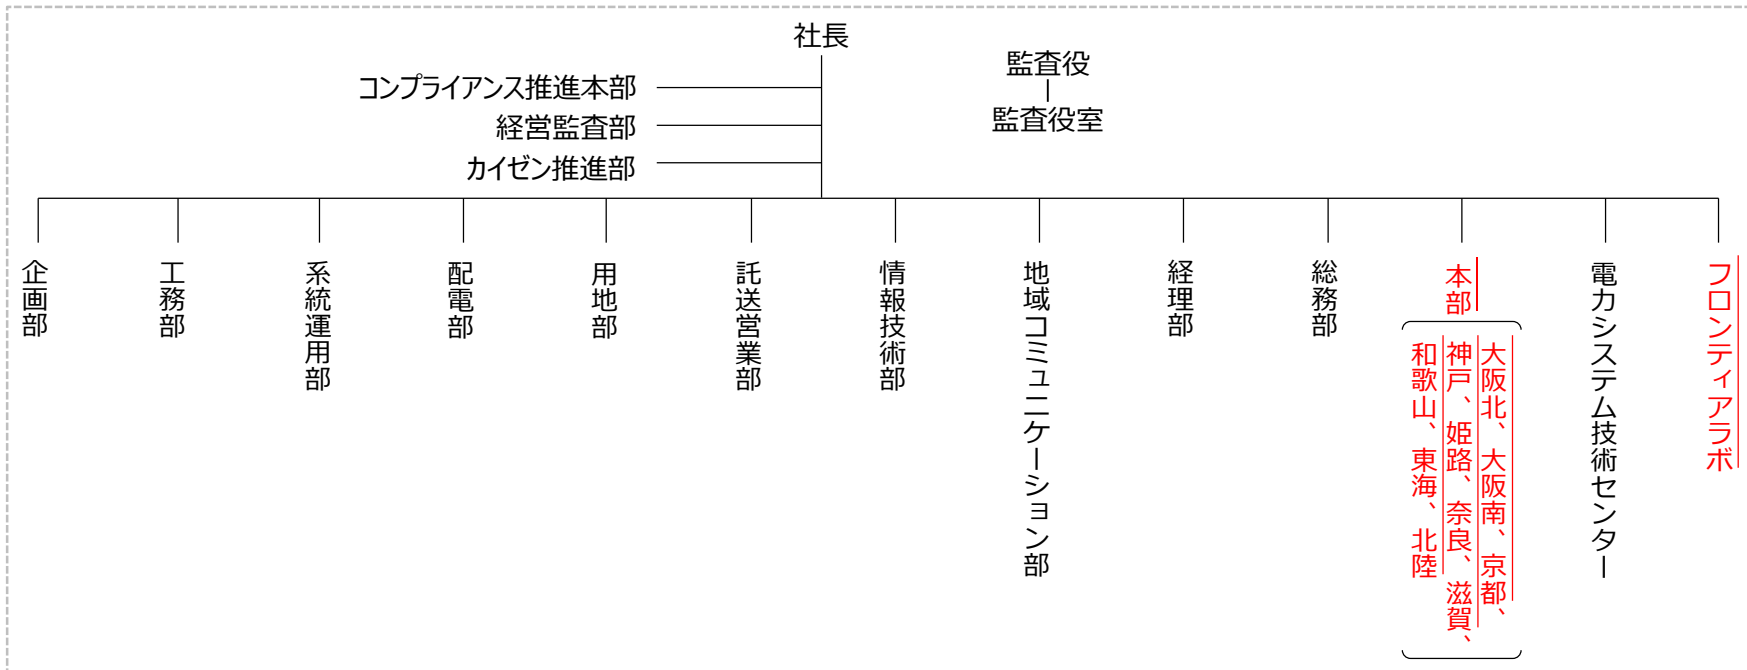 社長
監査役
監査役室
コンプライアンス推進本部
経営監査部
カイゼン推進部
企画部
工務部
系統運用部
配電部
用地部
託送営業部
情報技術部
地域コミュニケーション部
経理部
総務部
本部
大阪北、大阪南、京都、
神戸、姫路、奈良、滋賀、
和歌山、東海、北陸
電力システム技術センター
フロンティアラボ